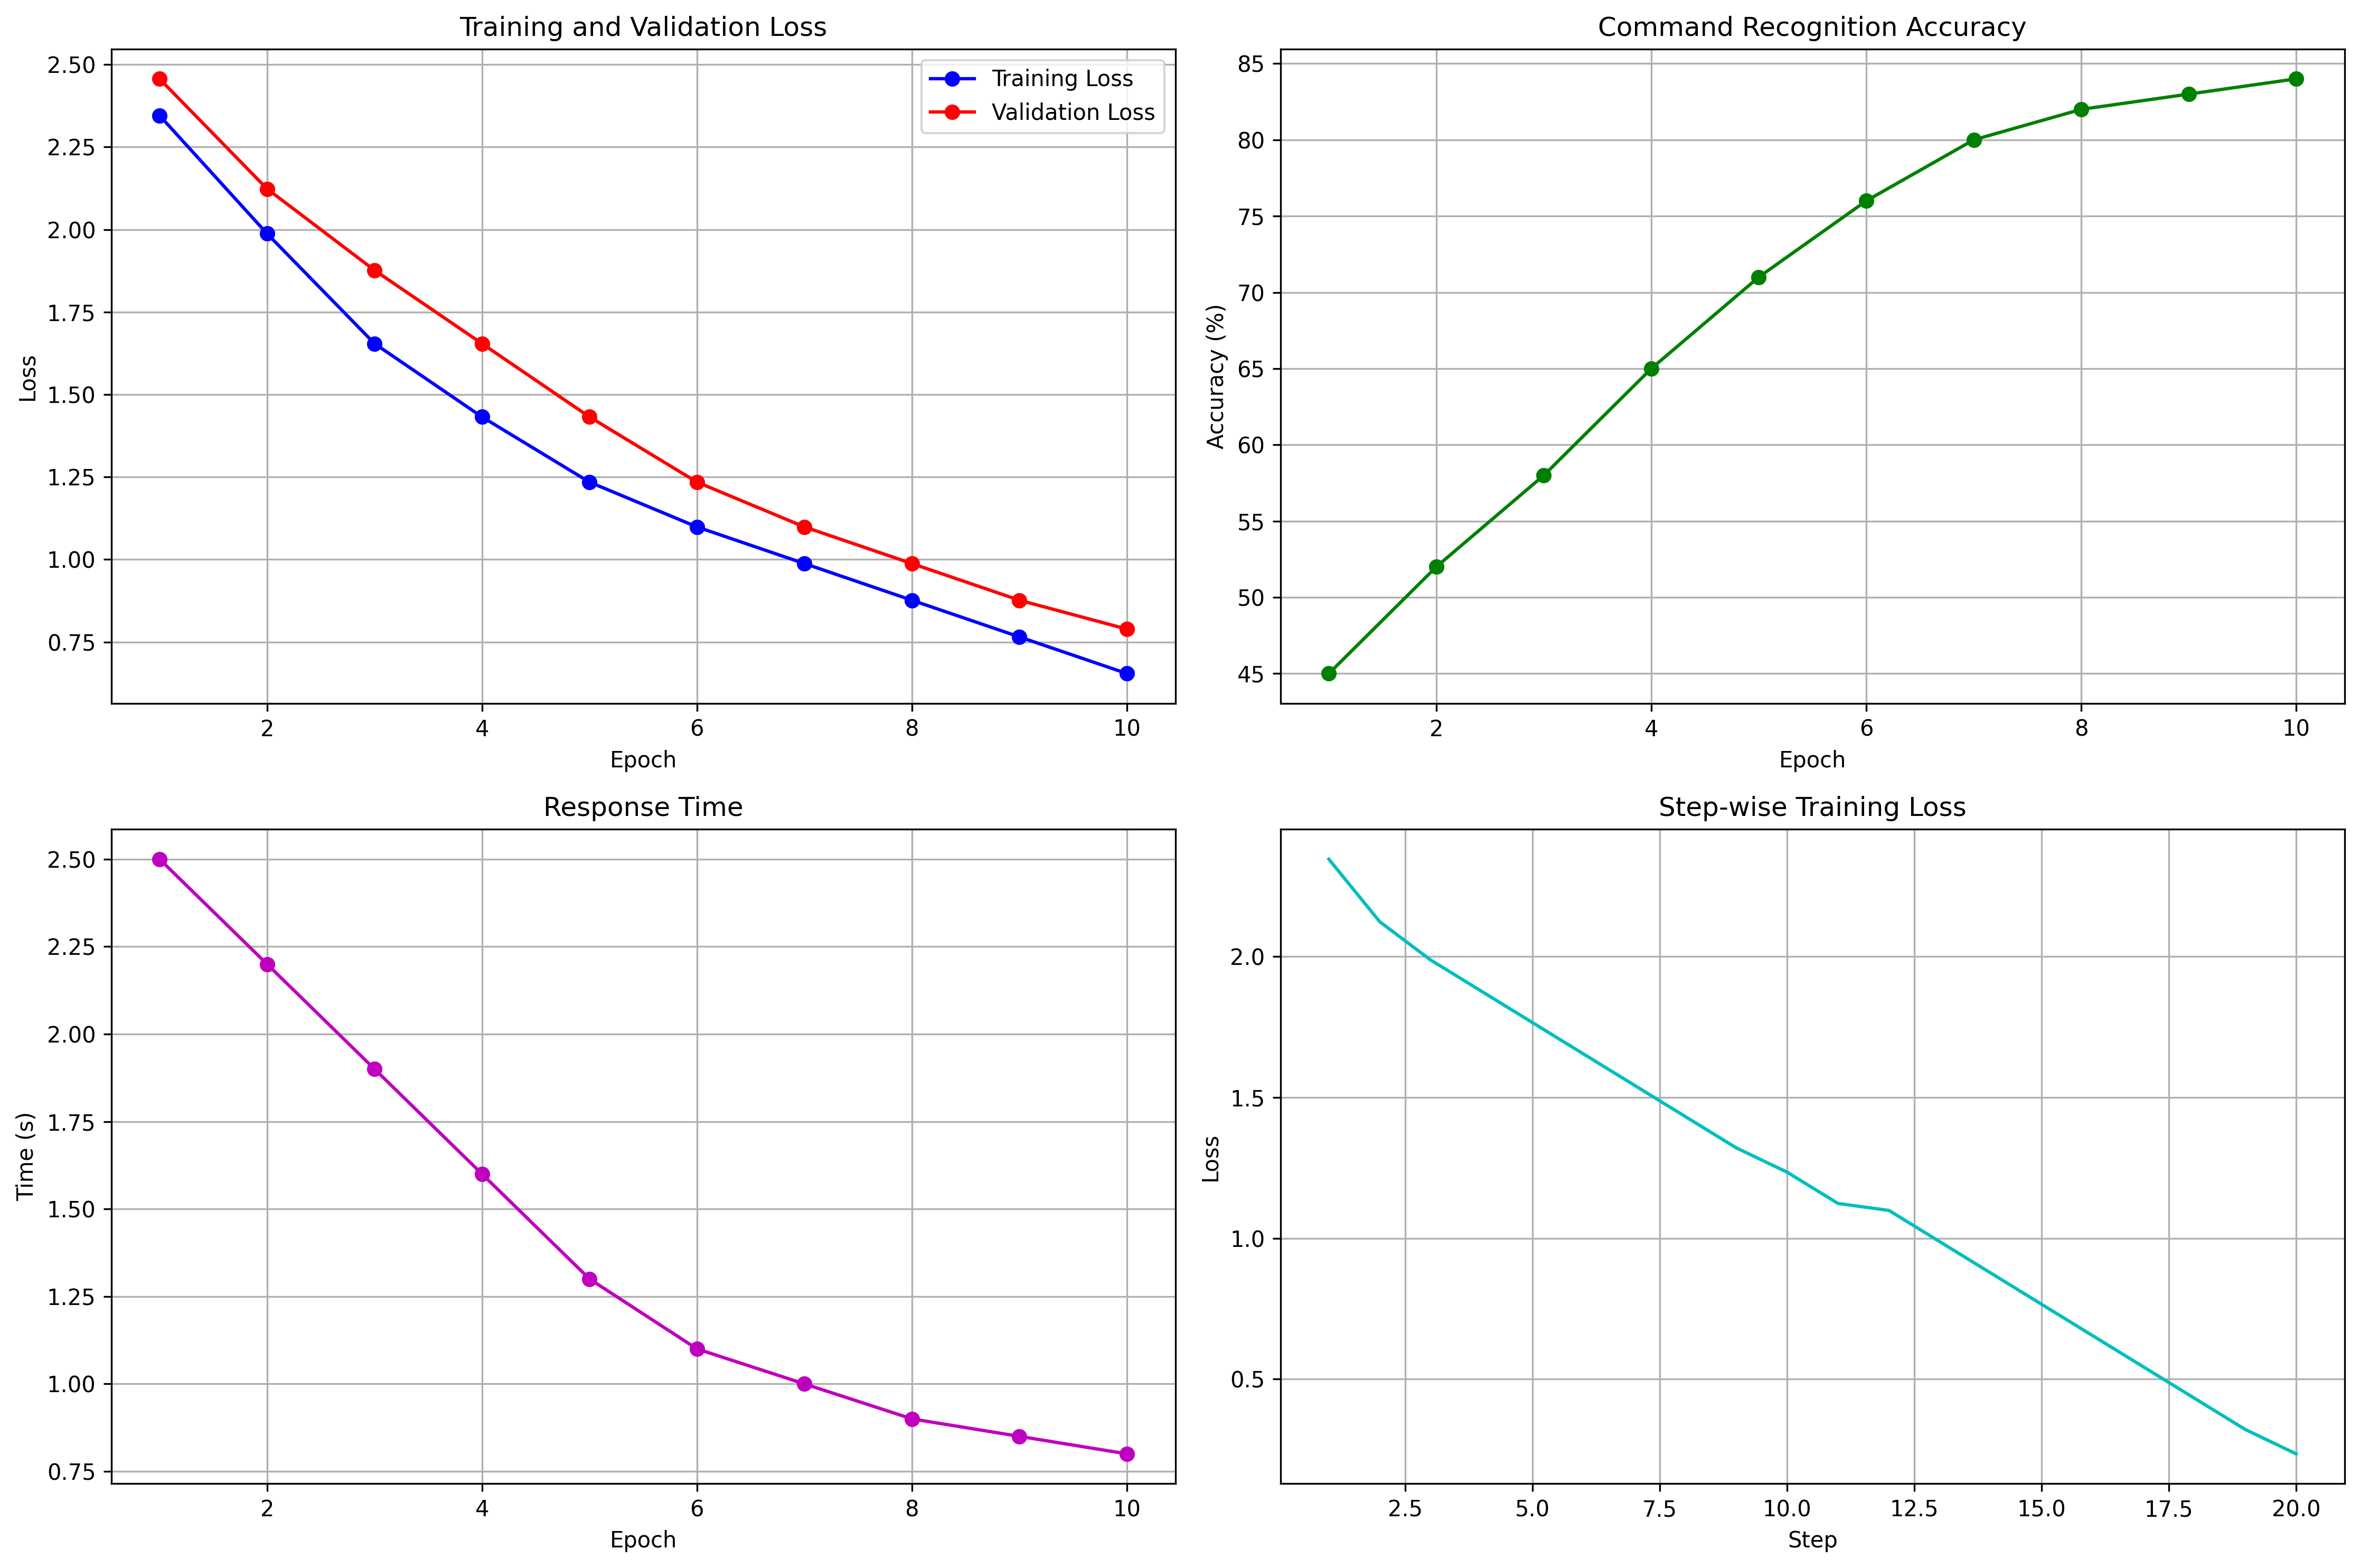 Training and Validation Loss
2.50
2.25
2.00
1.75
1.50
1.25
1.00
0.75
Loss
Training Loss
Validation Loss
2 4 6 8 10
Epoch
Command Recognition Accuracy
85
80
75
70
65
60
55
50
45
Accuracy (%)
2 4 6 8 10
Epoch
Response Time
2.50
2.25
2.00
1.75
1.50
1.25
1.00
0.75
Time (s)
2 4 6 8 10
Epoch
Step-wise Training Loss
2.0
1.5
1.0
0.5
Loss
2.5 5.0 7.5 10.0 12.5 15.0 17.5 20.0
Step